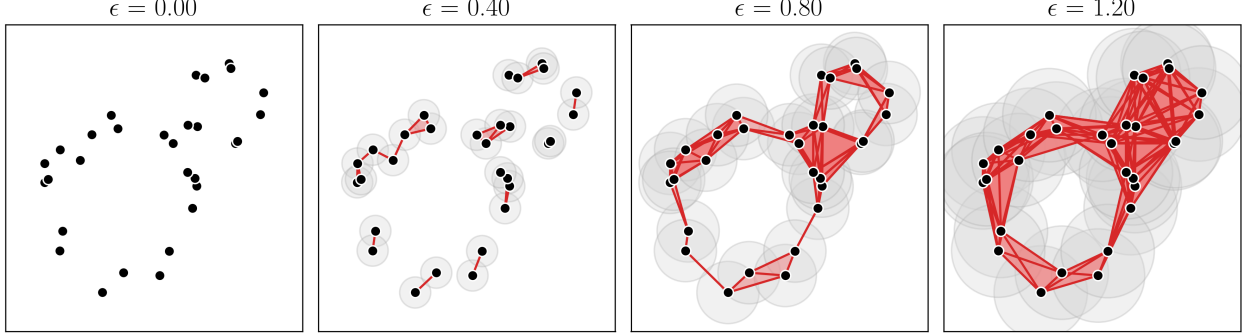 ϵ = 0.00
ϵ = 0.40
ϵ = 0.80
ϵ = 1.20